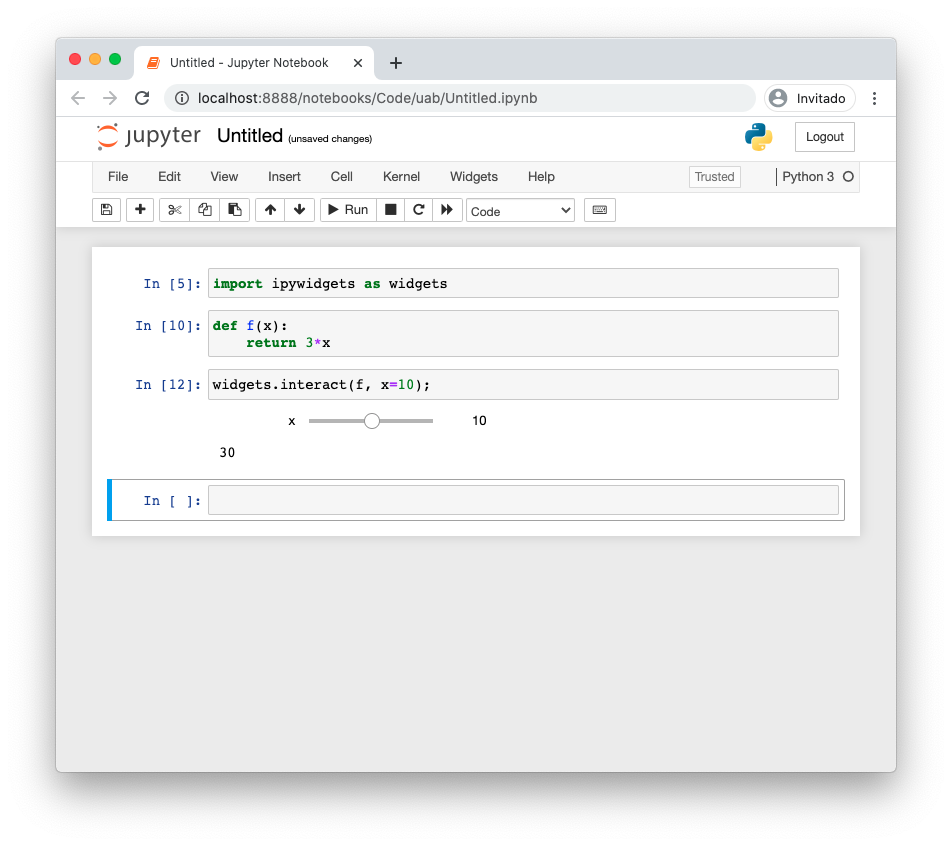 Untitled - Jupyter Notebook
localhost:8888/notebooks/Code/uab/Untitled.ipynb
Invitado
jupyter Untitled (unsaved changes)
Logout
File Edit View Insert Cell Kernel Widgets Help Trusted Python 3
Run Code
In [5]: import ipywidgets as widgets
In [10]: def f(x):
return 3*x
In [12]: widgets.interact(f, x=10);
x 10
30
In [ ]: